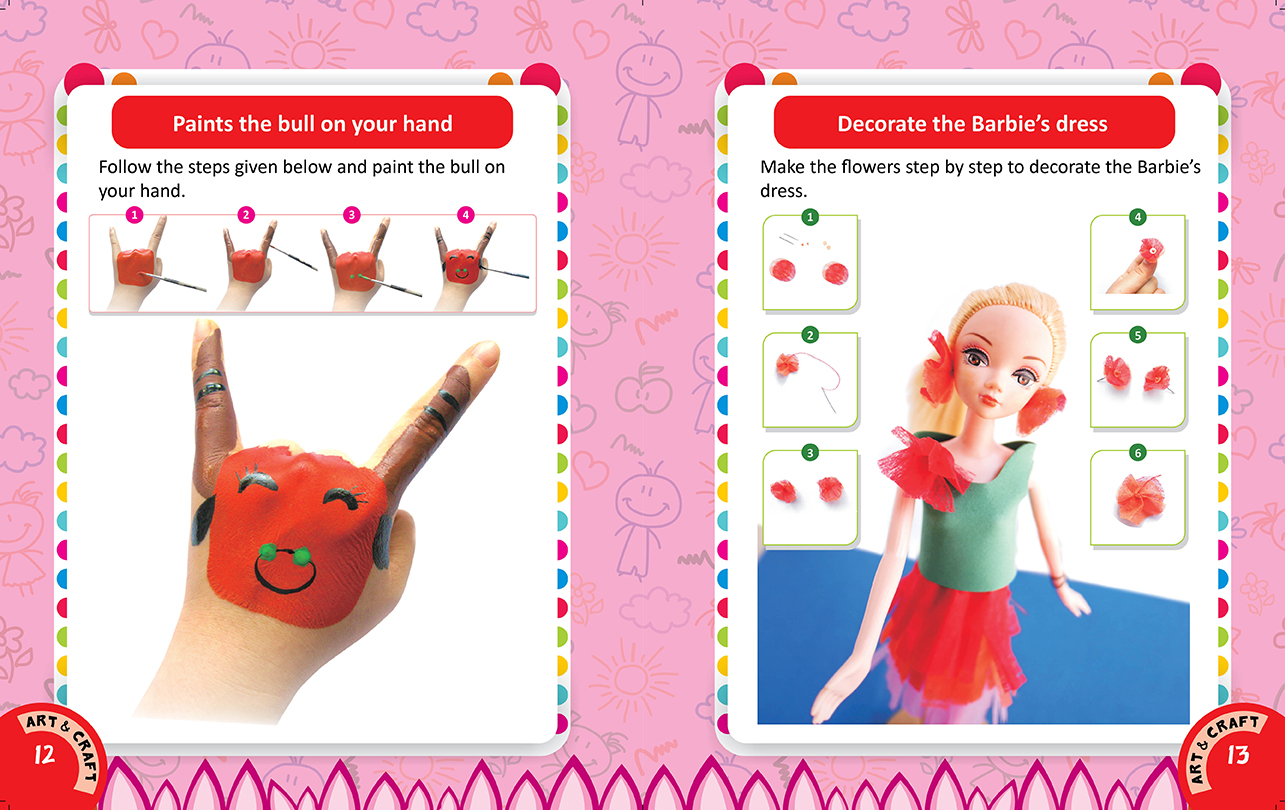 Paints the bull on your hand
Follow the steps given below and paint the bull on
your hand.
1
2
3
4
ART & CRAFT
12
Decorate the Barbie’s dress
Make the flowers step by step to decorate the Barbie’s
dress.
1
2
3
4
5
6
ART & CRAFT
13